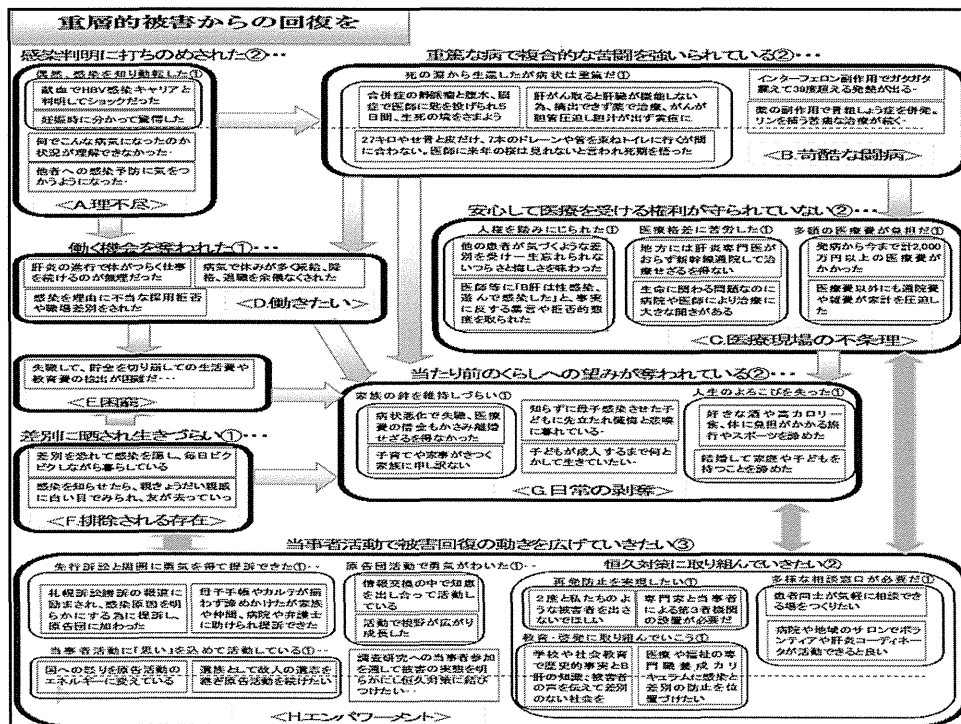 重層的被害からの回復を
感染判明に打ちのめされた②…
偶然、感染を知り動転した①
献血でHBV感染キャリアと
判明してショックだった
妊娠時に分かって驚愕した
何でこんな病気になったのか
状況が理解できなかった・
他者への感染予防に気をつ
かうようになった・
<A.理不尽>
重篤な病で複合的な苦闘を強いられている②…
死の淵から生還したが病状は重篤だ①
合併症の静脈瘤と腹水、脳
症で医師に匙を投げられ5
日間、生死の境をさまよう
肝がん取ると肝臓が機能しない
為、摘出できず薬で治療、がんが
胆管圧迫し胆汁が出ず黄疸に
27キロやせ骨と皮だけ、7本のドレーンや管を束ねトイレに行くが間
に合わない。医師に来年の桜は見れないと言われ死期を悟った
インターフェロン副作用でガタガタ
震えて39度超える発熱が出る・
薬の副作用で骨粗しょう症を併発。
リンを補う苦痛な治療が続く・
<B.苛酷な闘病>
安心して医療を受ける権利が守られていない②
人権を踏みにじられた①
他の患者が気づくような差
別を受け一生忘れられな
いつらさと悔しさを味わった
医師等に「B肝は性感染、
遊んで感染した」と、事実
に反する暴言や拒否的態
度を取られた
医療格差に苦労した①
地方には肝炎専門医が
おらず新幹線通院して治
療せざるを得ない
生命に関わる問題なのに
病院や医師により治療に
大きな開きがある
多額の医療費が負担だ①
発病から今まで計2,000
万円以上の医療費が
かかった
医療費以外にも通院費
や雑費が家計を圧迫し
た
<C.医療現場の不条理>
働く機会を奪われた①
肝炎の進行で体がつらく仕事
を続けるのが無理だった
病気で休みが多く減給、降
格、退職を余儀なくされた
感染を理由に不当な採用拒否
や職場差別をされた
<D.働きたい>
失職して、貯金を切り崩しての生活費や
教育費の捻出が困難だ…
<E.困窮>
差別に晒され生きづらい①
差別を恐れて感染を隠し、毎日ビク
ビクしながら暮らしている
感染を知らせたら、親きょうだい親戚
に白い目でみられ、友が去っていっ
<F.排除される存在>
当たり前のくらしへの望みが奪われている②…
家族の絆を維持しづらい①
病状悪化で失職、医療
費の借金もかさみ離婚
せざるを得なかった
子育てや家事がきつく
家族に申し訳ない
知らずに母子感染させた子
どもに先立たれ後悔と悲嘆
に暮れている・
子どもが成人するまで何と
かして生きていたい・
人生のよろこびを失った①
好きな酒や高カロリー
食、体に負担がかかる旅
行やスポーツを諦めた
結婚して家庭や子どもを
持つことを諦めた
<G.日常の剥奪>
当事者活動で被害回復の動きを広げていきたい③
先行訴訟と周囲に勇気を得て提訴できた①…
札幌訴訟勝訴の報道に
励まされ、感染原因を明ら
かにする為に提訴し、
原告団に加わった
母子手帳やカルテが揃
わず諦めかけたが家族
や仲間、病院や弁護士
に助けられ提訴できた
当事者活動に「思い」を込めて活動している①
国への怒りを原告活動の
エネルギーに変えている
遺族として故人の遺志を
継ぎ原告活動を続けたい
原告団活動で勇気がわいた①…
情報交換の中で知恵
を出し合って活動して
いる
活動で視野が広がり
成長した
調査研究への当事者参加
を通して被害の実態を明
らかにし恒久対策に結び
つけたい…
<H.エンパワーメント>
恒久対策に取り組んでいきたい②
再発防止を実現したい①
2度と私たちのよう
な被害者を出さ
ないでほしい
専門家と当事者
による第3者機関
の設置が必要だ
教育・啓発に取り組んでいこう①
学校や社会教育
で歴史的事実とB
肝の知識、被害者
の声を伝えて差別
のない社会を
医療や福祉の専
門職養成カリ
キュラムに感染と
差別の防止を位
置づけたい
多様な相談窓口が必要だ①
患者同士が気軽に相談でき
る場をつくりたい
病院や地域のサロンでボラ
ンティアや肝炎コーディネー
タが活動できると良い